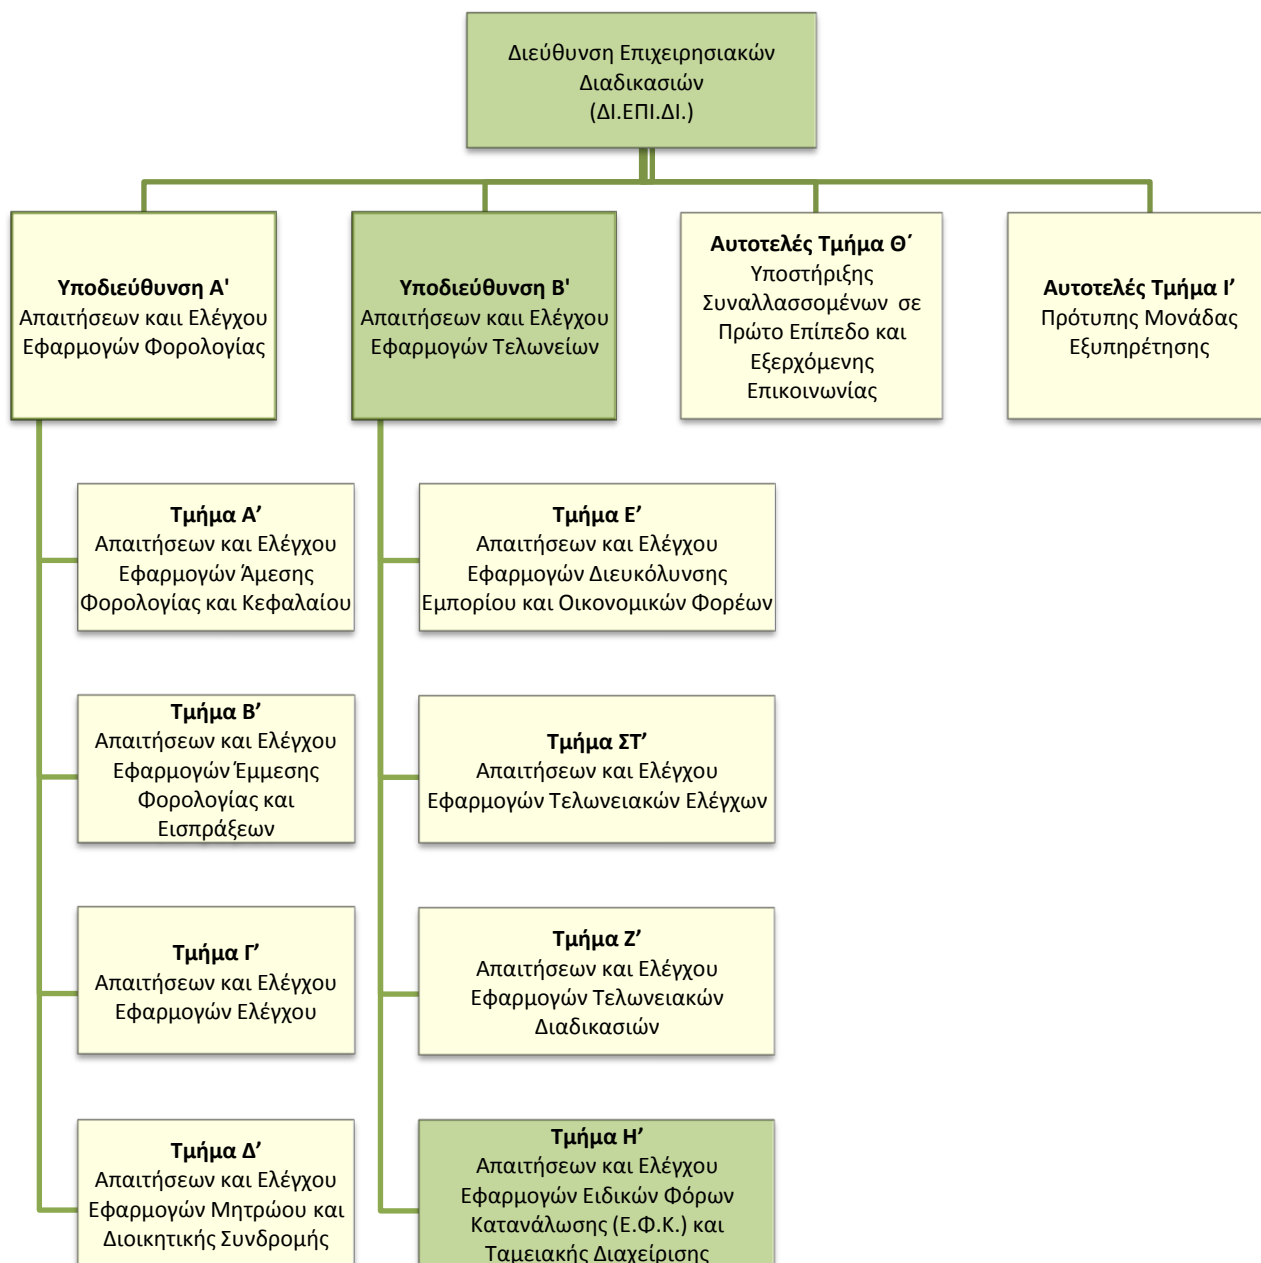 Διεύθυνση Επιχειρησιακών
Διαδικασιών
(ΔΙ.ΕΠΙ.ΔΙ.)
Υποδιεύθυνση Α'
Απαιτήσεων καιι Ελέγχου
Εφαρμογών Φορολογίας
Υποδιεύθυνση Β'
Απαιτήσεων καιι Ελέγχου
Εφαρμογών Τελωνείων
Αυτοτελές Τμήμα Θ΄
Υποστήριξης
Συναλλασσομένων σε
Πρώτο Επίπεδο και
Εξερχόμενης
Επικοινωνίας
Αυτοτελές Τμήμα Ι’
Πρότυπης Μονάδας
Εξυπηρέτησης
Τμήμα Α’
Απαιτήσεων και Ελέγχου
Εφαρμογών Άμεσης
Φορολογίας και Κεφαλαίου
Τμήμα Β’
Απαιτήσεων και Ελέγχου
Εφαρμογών Έμμεσης
Φορολογίας και
Εισπράξεων
Τμήμα Γ’
Απαιτήσεων και Ελέγχου
Εφαρμογών Ελέγχου
Τμήμα Δ’
Απαιτήσεων και Ελέγχου
Εφαρμογών Μητρώου και
Διοικητικής Συνδρομής
Τμήμα Ε’
Απαιτήσεων και Ελέγχου
Εφαρμογών Διευκόλυνσης
Εμπορίου και Οικονομικών Φορέων
Τμήμα ΣΤ’
Απαιτήσεων και Ελέγχου
Εφαρμογών Τελωνειακών Ελέγχων
Τμήμα Ζ’
Απαιτήσεων και Ελέγχου
Εφαρμογών Τελωνειακών
Διαδικασιών
Τμήμα Η’
Απαιτήσεων και Ελέγχου
Εφαρμογών Ειδικών Φόρων
Κατανάλωσης (Ε.Φ.Κ.) και
Ταμειακής Διαχείρισης